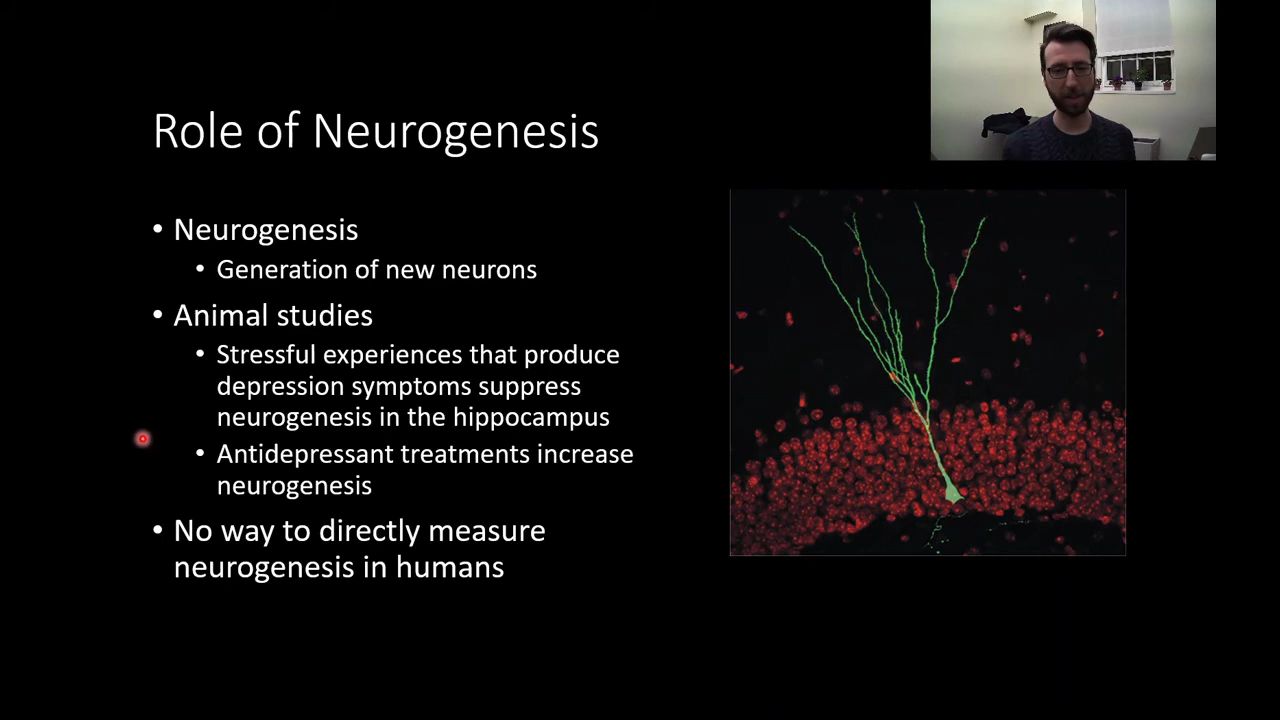 Role of Neurogenesis
• Neurogenesis
• Generation of new neurons
• Animal studies
• Stressful experiences that produce
depression symptoms suppress
neurogenesis in the hippocampus
• Antidepressant treatments increase
neurogenesis
• No way to directly measure
neurogenesis in humans